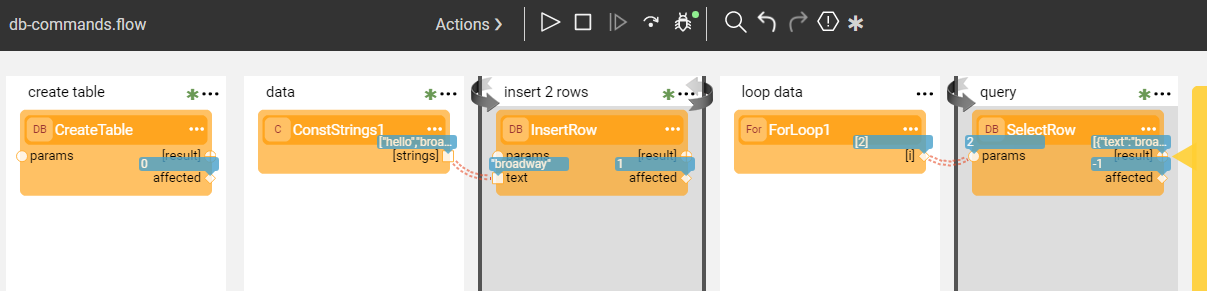 db-commands.flow
Actions
create table
data
insert 2 rows
loop data
query
DB CreateTable
C ConstStrings1
DB InsertRow
For ForLoop1
DB SelectRow
["hello","broa...
[2]
2
[{"text":"broa...
params
[result]
[strings]
params
[result]
[i]
params
[result]
0
"broadway"
1
-1
affected
text
affected
affected